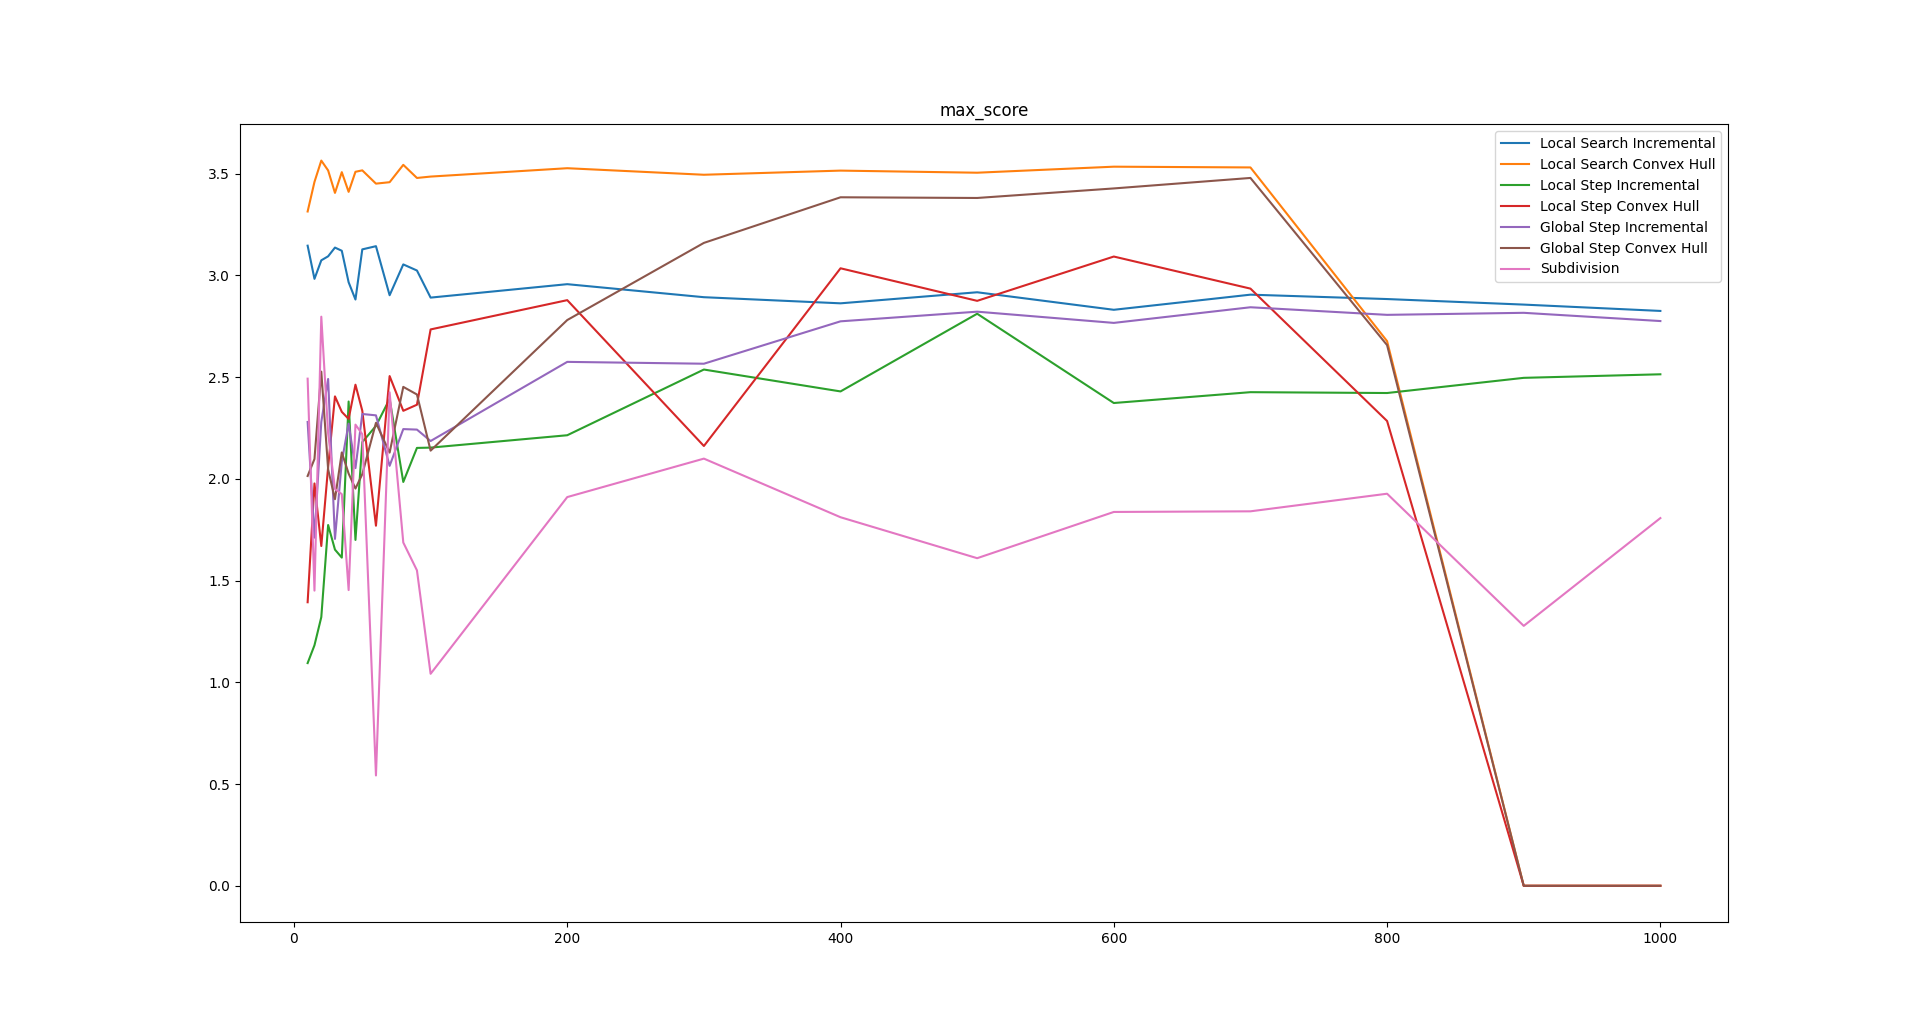 max_score
Local Search Incremental
Local Search Convex Hull
Local Step Incremental
Local Step Convex Hull
Global Step Incremental
Global Step Convex Hull
Subdivision
3.5
3.0
2.5
2.0
1.5
1.0
0.5
0.0
0 200 400 600 800 1000